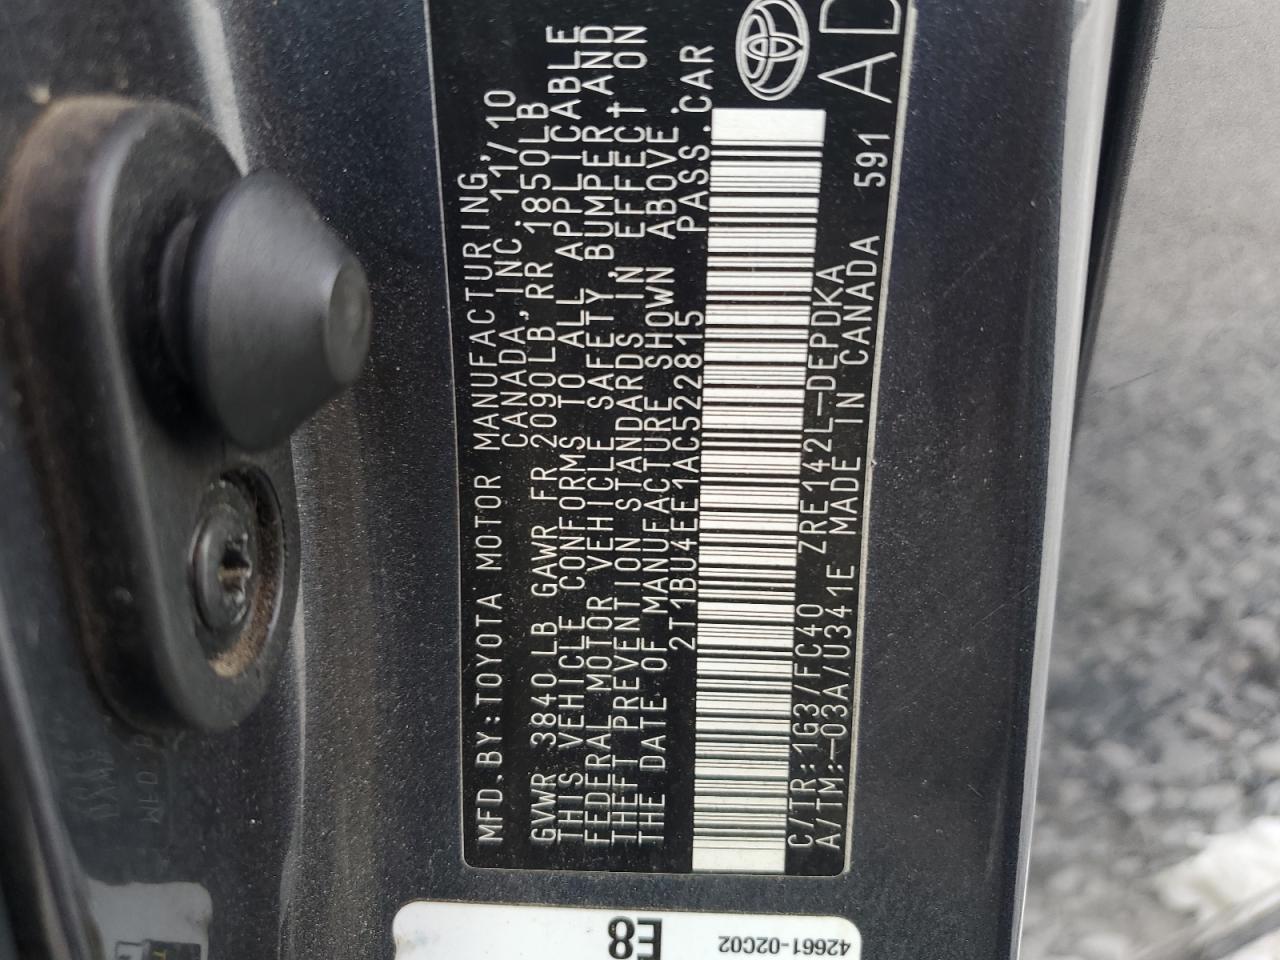 MFD.BY:TOYOTA MOTOR MANUFACTURING,
CANADA,INC. 11/10
GVWR 3840LB GAWR FR 2090LB,RR 1850LB
THIS VEHICLE CONFORMS TO ALL APPLICABLE
FEDERAL MOTOR VEHICLE SAFETY,BUMPER,AND
THEFT PREVENTION STANDARDS IN EFFECT ON
THE DATE OF MANUFACTURE SHOWN ABOVE.
2T1BU4EE1AC522815 PASS.CAR
C/TR:1G3/FC40 ZRE142L-DEPDKA
A/TM:-03A/U341E MADE IN CANADA 591
AD
E8
42661-02C02